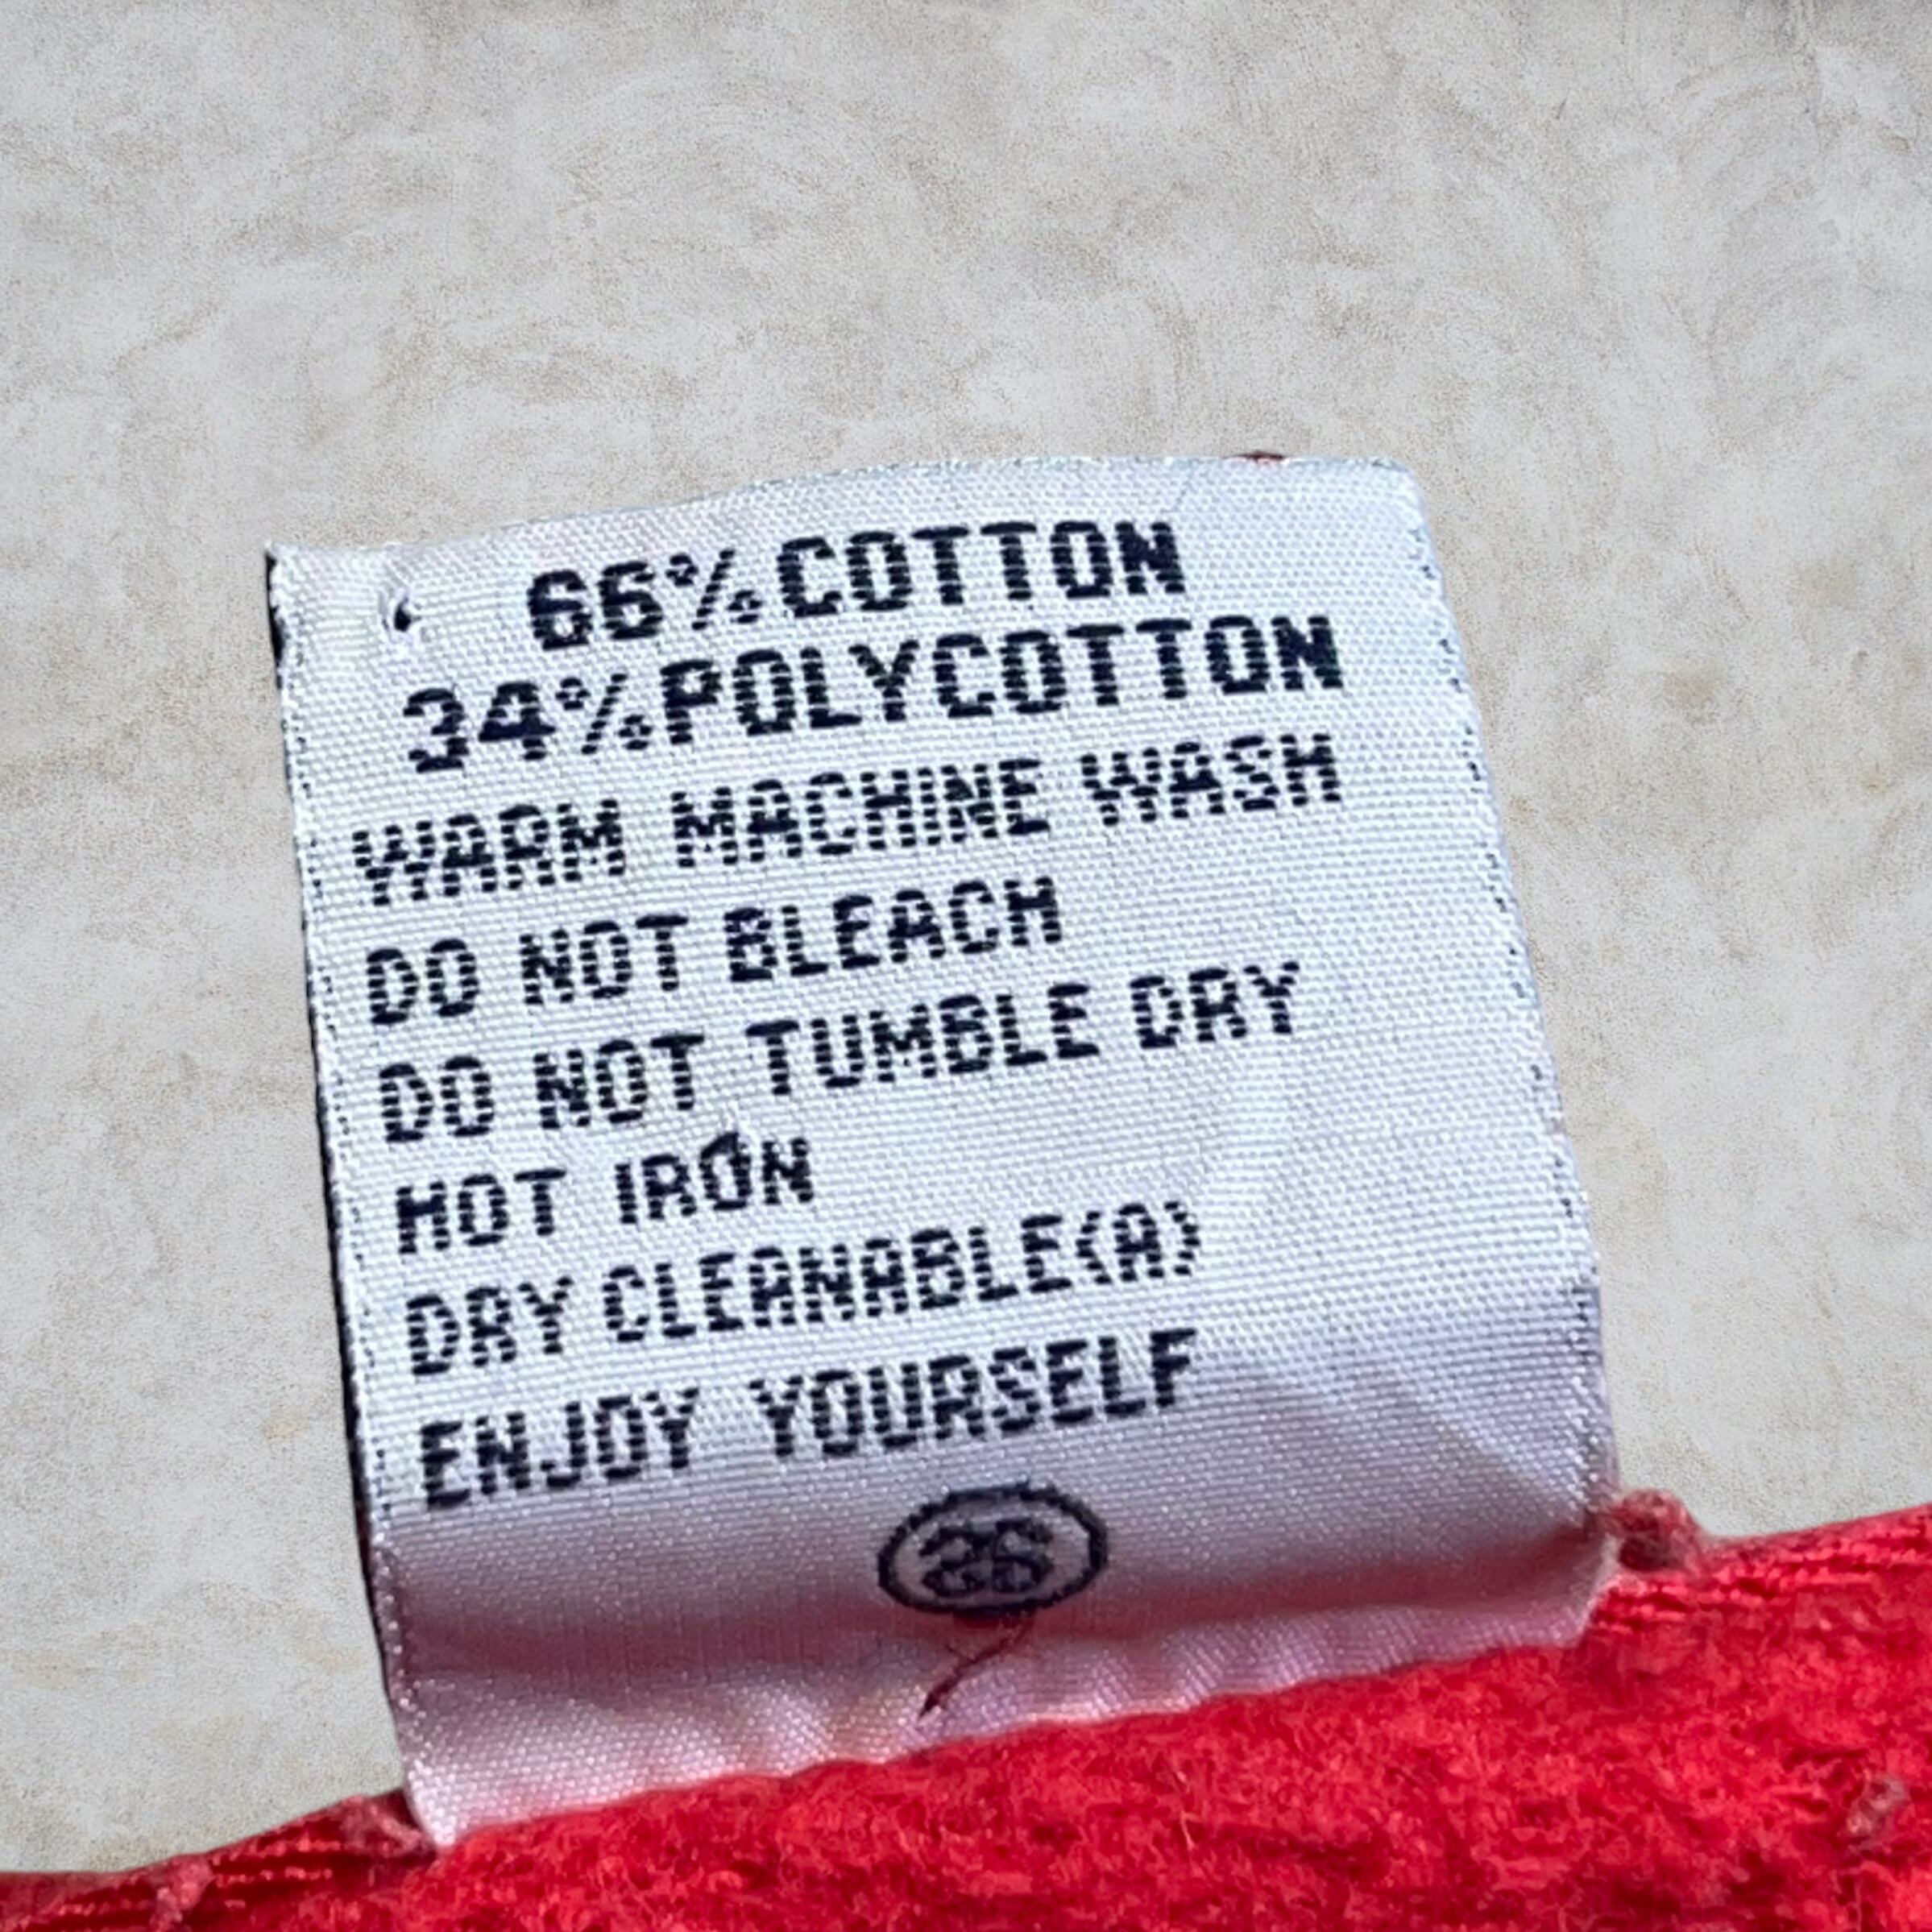 66% COTTON
34% POLYCOTTON
WARM MACHINE WASH
DO NOT BLEACH
DO NOT TUMBLE DRY
HOT IRON
DRY CLEANABLE(A)
ENJOY YOURSELF